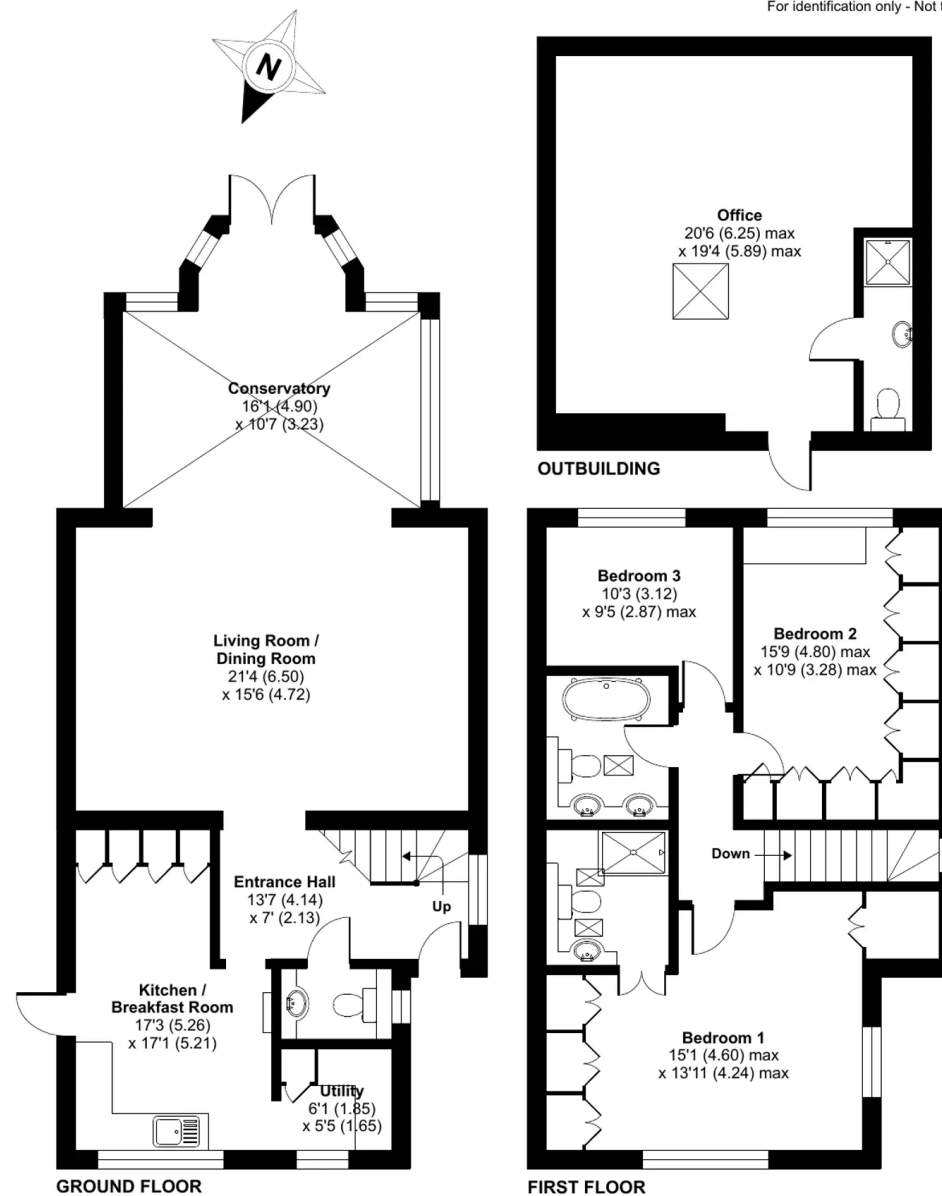 For identification only - Not t
N
Office
20'6 (6.25) max
x 19'4 (5.89) max
OUTBUILDING
Conservatory
16'1 (4.90)
x 10'7 (3.23)
Living Room /
Dining Room
21'4 (6.50)
x 15'6 (4.72)
Entrance Hall
13'7 (4.14)
x 7' (2.13)
Up
Kitchen /
Breakfast Room
17'3 (5.26)
x 17'1 (5.21)
Utility
6'1 (1.85)
x 5'5 (1.65)
GROUND FLOOR
Bedroom 3
10'3 (3.12)
x 9'5 (2.87) max
Bedroom 2
15'9 (4.80) max
x 10'9 (3.28) max
Down
Bedroom 1
15'1 (4.60) max
x 13'11 (4.24) max
FIRST FLOOR